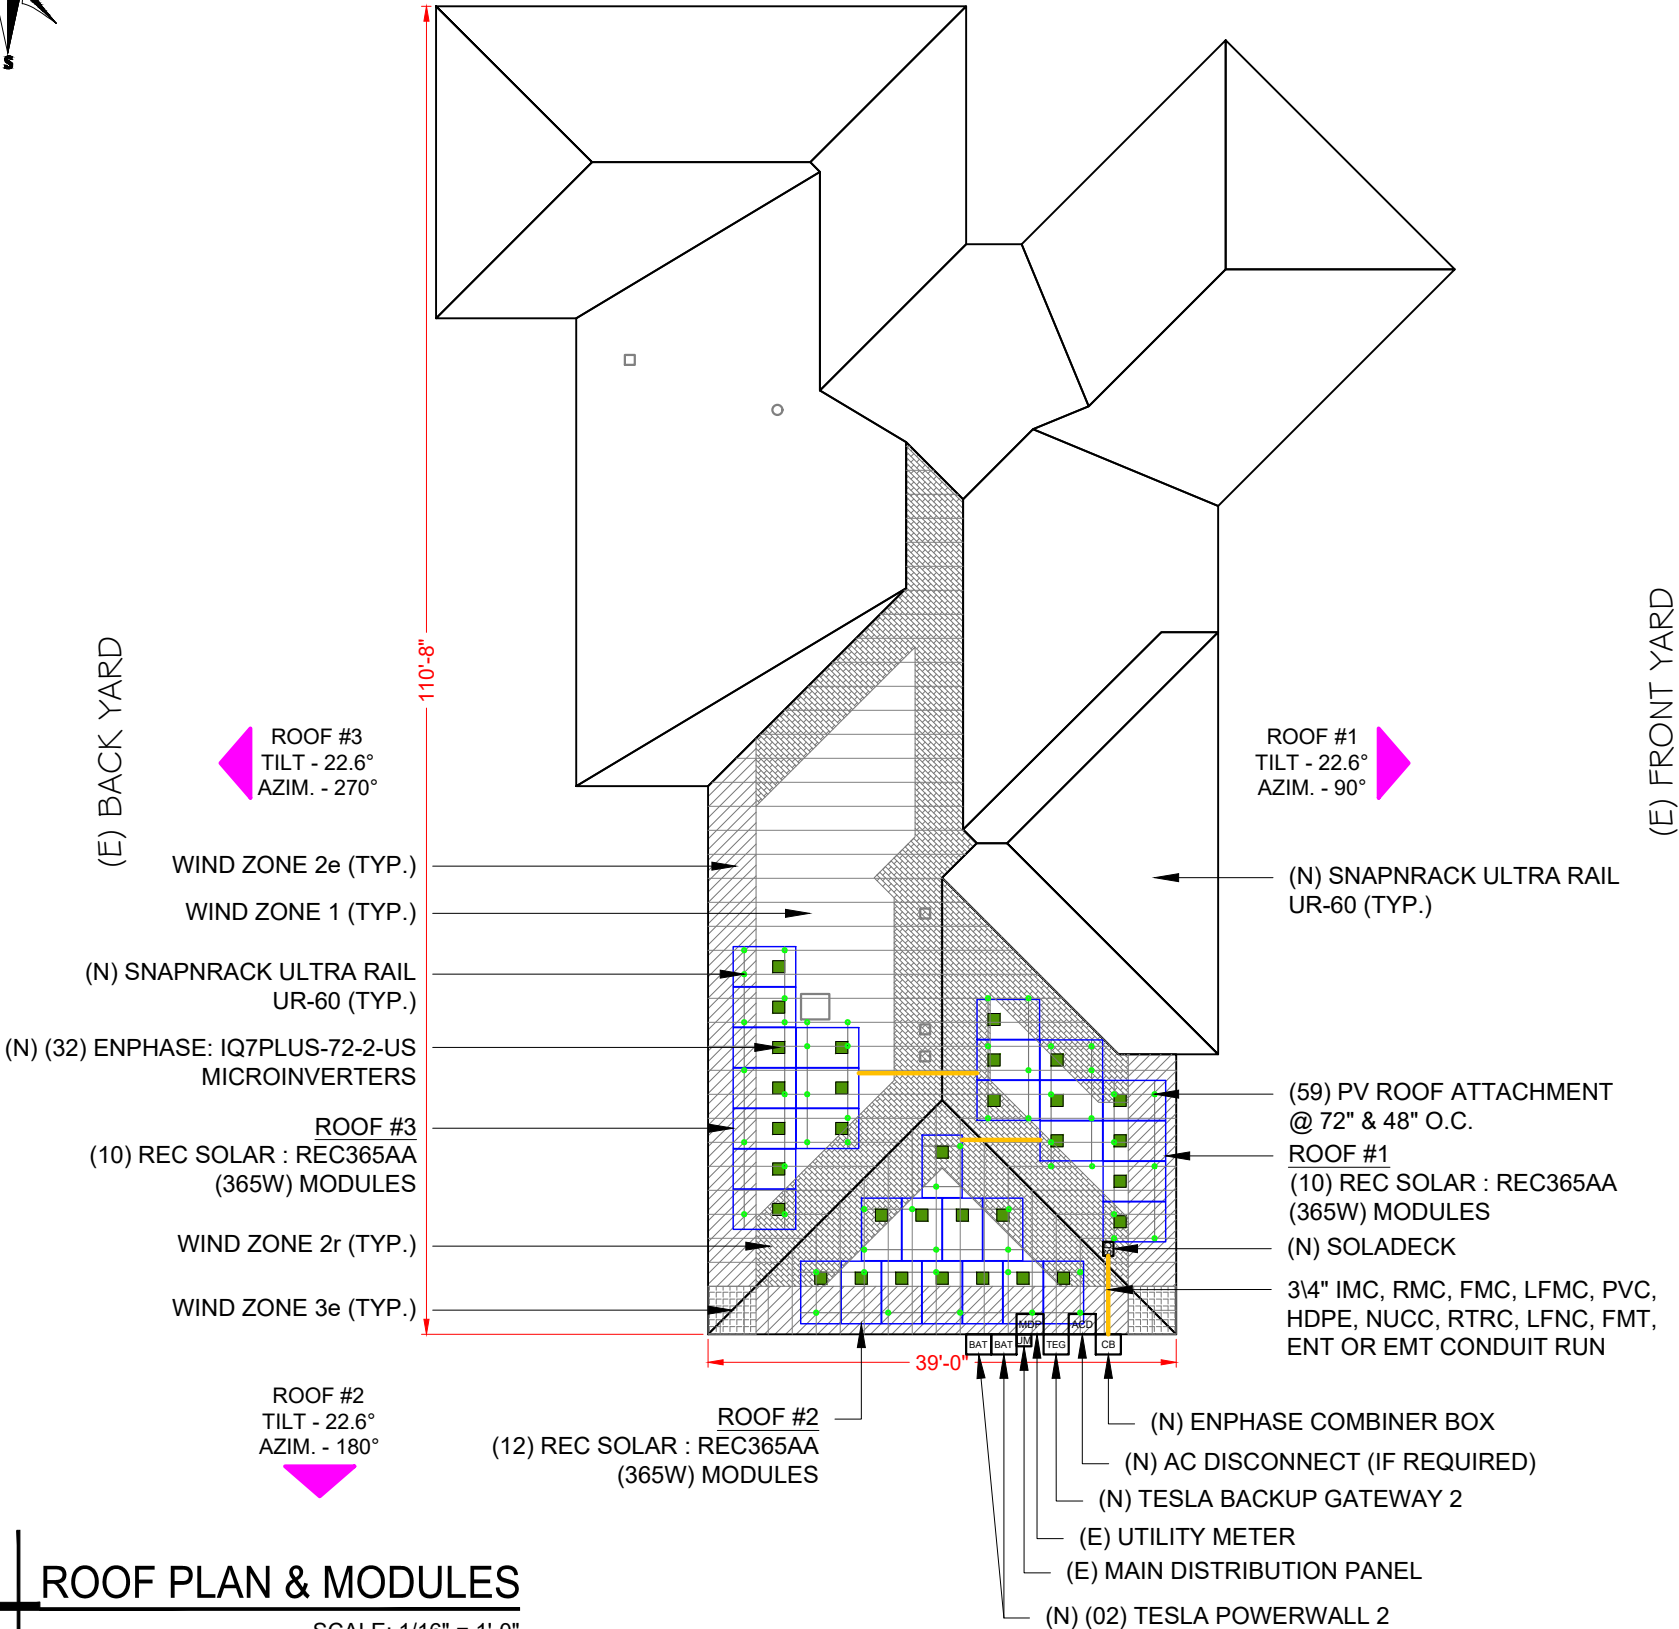 S
110'-8"
(E) BACK YARD
(E) FRONT YARD
ROOF #3
TILT - 22.6°
AZIM. - 270°
ROOF #1
TILT - 22.6°
AZIM. - 90°
WIND ZONE 2e (TYP.)
WIND ZONE 1 (TYP.)
(N) SNAPNRACK ULTRA RAIL
UR-60 (TYP.)
(N) (32) ENPHASE: IQ7PLUS-72-2-US
MICROINVERTERS
ROOF #3
(10) REC SOLAR : REC365AA
(365W) MODULES
WIND ZONE 2r (TYP.)
WIND ZONE 3e (TYP.)
(N) SNAPNRACK ULTRA RAIL
UR-60 (TYP.)
(59) PV ROOF ATTACHMENT
@ 72" & 48" O.C.
ROOF #1
(10) REC SOLAR : REC365AA
(365W) MODULES
(N) SOLADECK
3\4" IMC, RMC, FMC, LFMC, PVC,
HDPE, NUCC, RTRC, LFNC, FMT,
ENT OR EMT CONDUIT RUN
MDP
ACD
BAT
BAT
UM
TEG
CB
39'-0"
ROOF #2
TILT - 22.6°
AZIM. - 180°
ROOF #2
(12) REC SOLAR : REC365AA
(365W) MODULES
(N) ENPHASE COMBINER BOX
(N) AC DISCONNECT (IF REQUIRED)
(N) TESLA BACKUP GATEWAY 2
(E) UTILITY METER
(E) MAIN DISTRIBUTION PANEL
(N) (02) TESLA POWERWALL 2
ROOF PLAN & MODULES
SCALE: 1/16" = 1'-0"